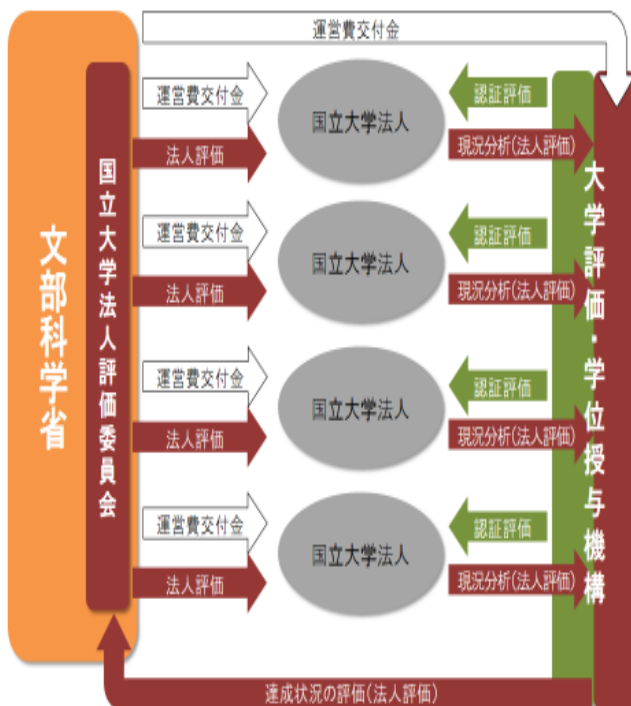 運営費交付金
文部科学省
国立大学法人評価委員会
運営費交付金
法人評価
国立大学法人
認証評価
現況分析(法人評価)
運営費交付金
法人評価
国立大学法人
認証評価
現況分析(法人評価)
運営費交付金
法人評価
国立大学法人
認証評価
現況分析(法人評価)
運営費交付金
法人評価
国立大学法人
認証評価
現況分析(法人評価)
大学評価・学位授与機構
達成状況の評価(法人評価)